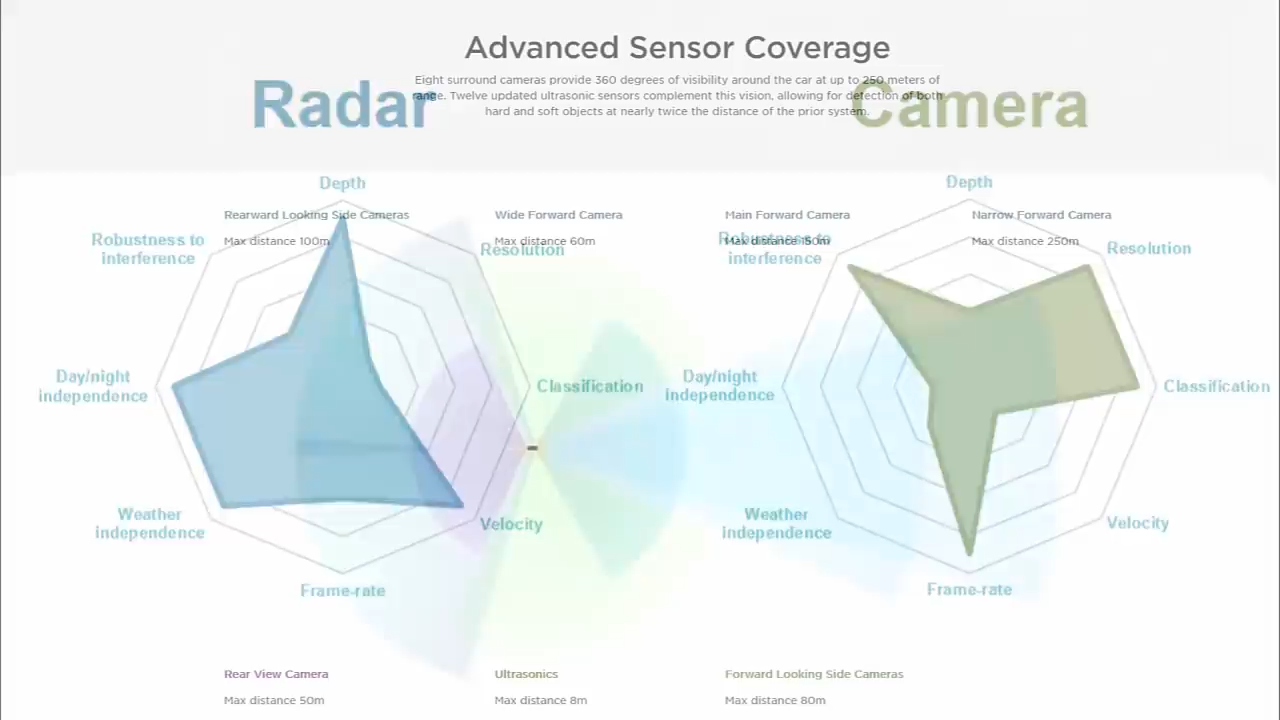 Advanced Sensor Coverage
Eight surround cameras provide 360 degrees of visibility around the car at up to 250 meters of
range. Twelve updated ultrasonic sensors complement this vision, allowing for detection of both
hard and soft objects at nearly twice the distance of the prior system.
Radar
Camera
Depth
Robustness to
interference
Resolution
Day/night
independence
Classification
Weather
independence
Velocity
Frame-rate
Depth
Robustness to
interference
Resolution
Day/night
independence
Classification
Weather
independence
Velocity
Frame-rate
Rearward Looking Side Cameras
Max distance 100m
Wide Forward Camera
Max distance 60m
Main Forward Camera
Max distance 150m
Narrow Forward Camera
Max distance 250m
Rear View Camera
Max distance 50m
Ultrasonics
Max distance 8m
Forward Looking Side Cameras
Max distance 80m